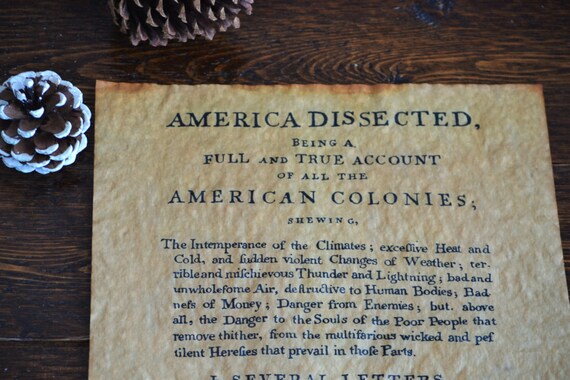 AMERICA DISSECTED,
BEING A
FULL AND TRUE ACCOUNT
OF ALL THE
AMERICAN COLONIES;
SHEWING,
The Intemperance of the Climates; exceſſive Heat and
Cold, and ſudden violent Changes of Weather; ter-
rible and miſchievous Thunder and Lightning; bad and
unwholeſome Air, deſtructive to Human Bodies; Bad
neſs of Money; Danger from Enemies; but, above
all, the Danger to the Souls of the Poor People that
remove thither, from the multifarious wicked and peſ
tilent Hereſies that prevail in thoſe Parts.
I SEVERAL LETTERS